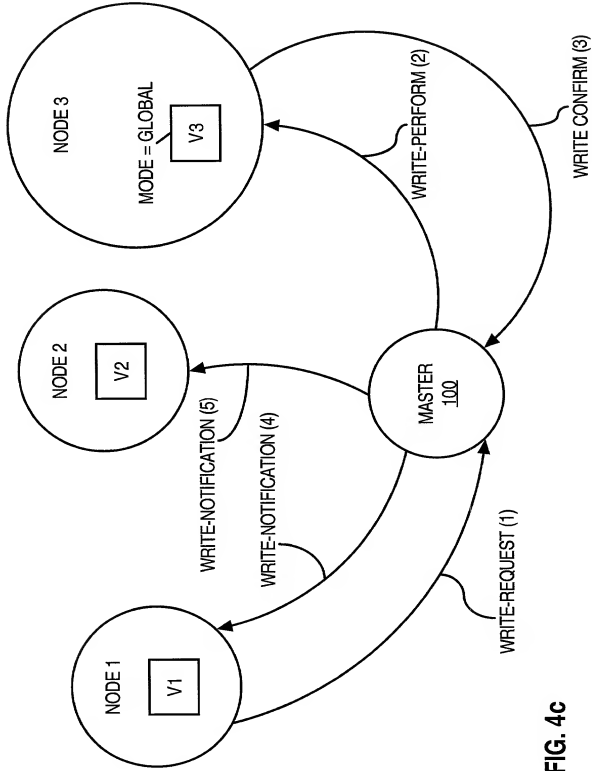 NODE 1
V1
NODE 2
V2
NODE 3
MODE = GLOBAL
V3
WRITE-NOTIFICATION (5)
WRITE-NOTIFICATION (4)
WRITE-PERFORM (2)
MASTER
100
WRITE-REQUEST (1)
WRITE CONFIRM (3)
FIG. 4c